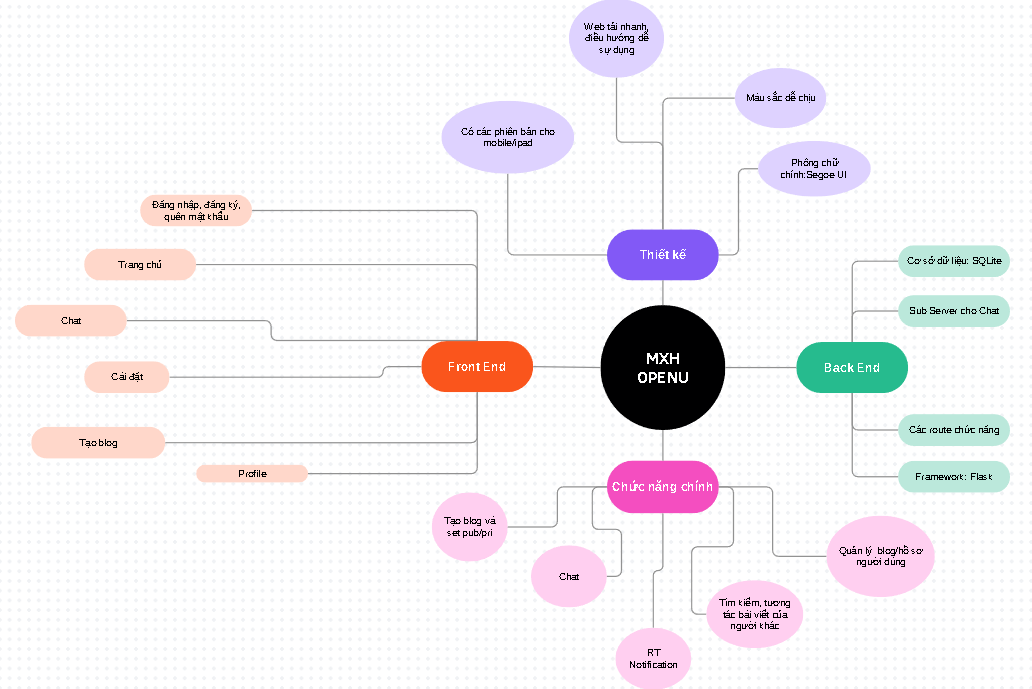 Web tải nhanh,
điều hướng dễ
sự dụng
Màu sắc dễ chịu
Có các phiên bản cho
mobile/ipad
Phông chữ
chính:Segoe UI
Thiết kế
Đăng nhập, đăng ký,
quên mật khẩu
Trang chủ
Chat
Cài đặt
Tạo blog
Profile
Front End
MXH
OPENU
Back End
Cơ sở dữ liệu: SQLite
Sub Server cho Chat
Các route chức năng
Framework: Flask
Chức năng chính
Tạo blog và
set pub/pri
Chat
RT
Notification
Tìm kiếm, tương
tác bài viết của
người khác
Quản lý blog/hồ sơ
người dùng